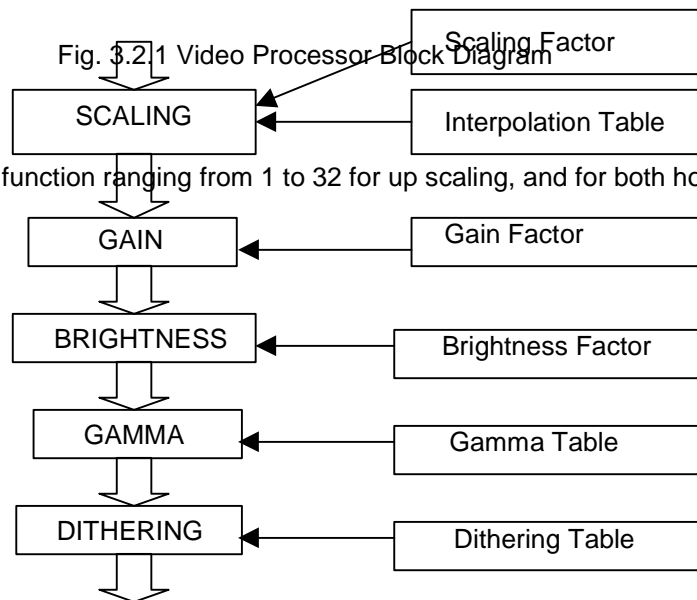 Scaling Factor
Fig. 3.2.1 Video Processor Block Diagram
SCALING
Interpolation Table
function ranging from 1 to 32 for up scaling, and for both ho
GAIN
Gain Factor
BRIGHTNESS
Brightness Factor
GAMMA
Gamma Table
DITHERING
Dithering Table